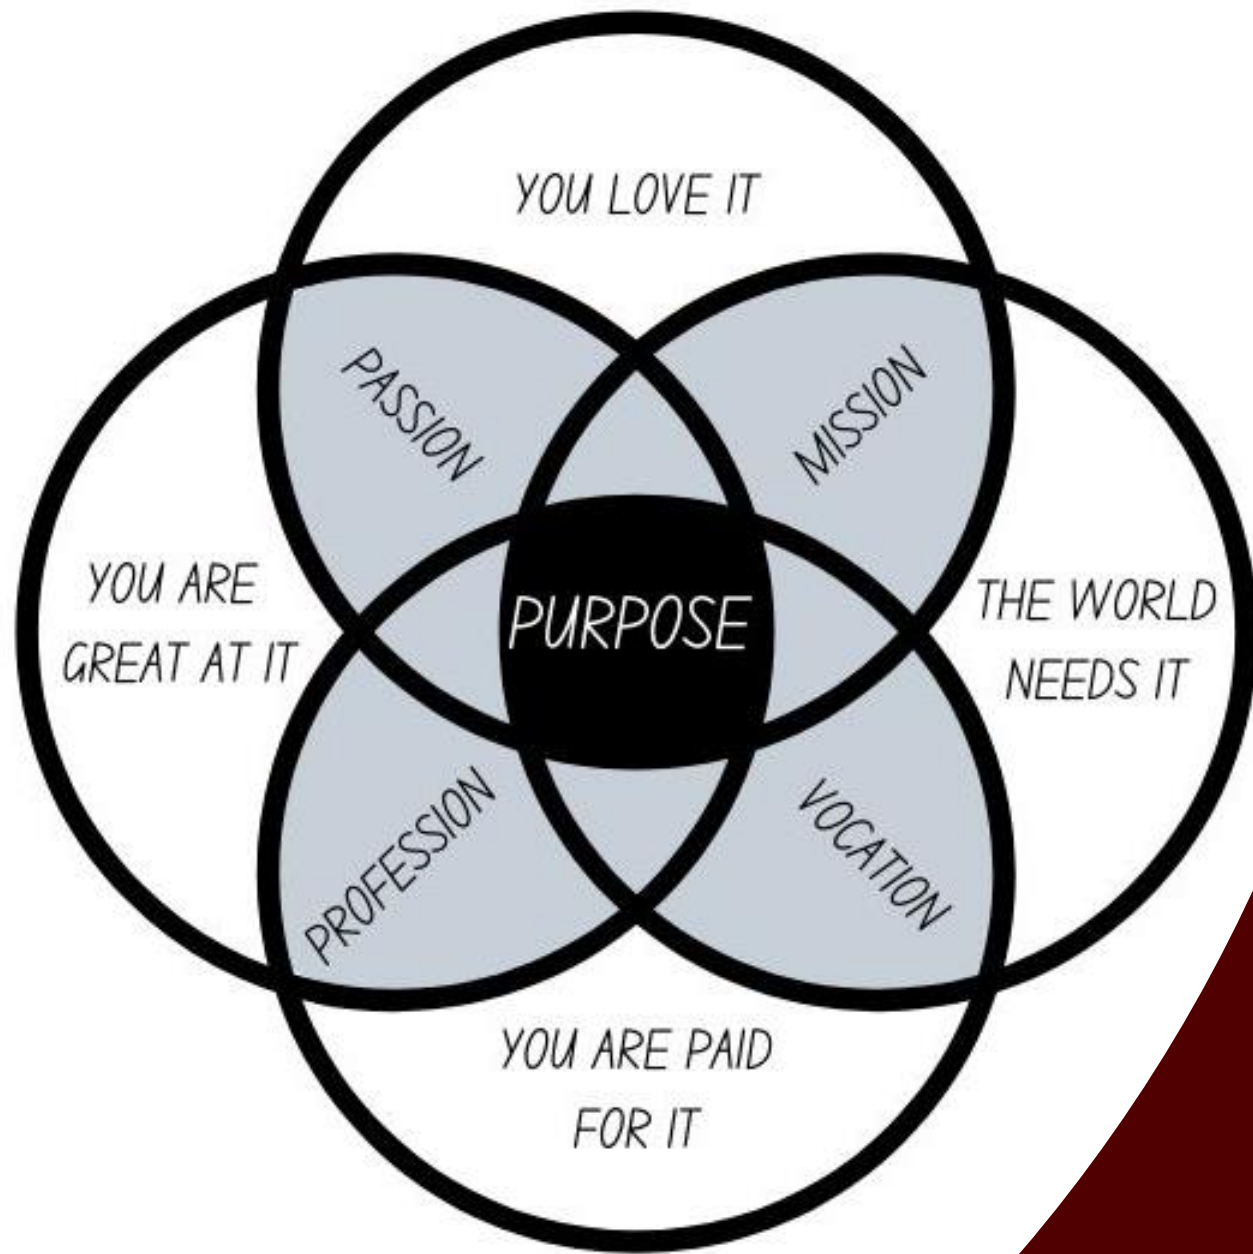 YOU LOVE IT
PASSION
MISSION
YOU ARE
GREAT AT IT
PURPOSE
THE WORLD
NEEDS IT
PROFESSION
VOCATION
YOU ARE PAID
FOR IT